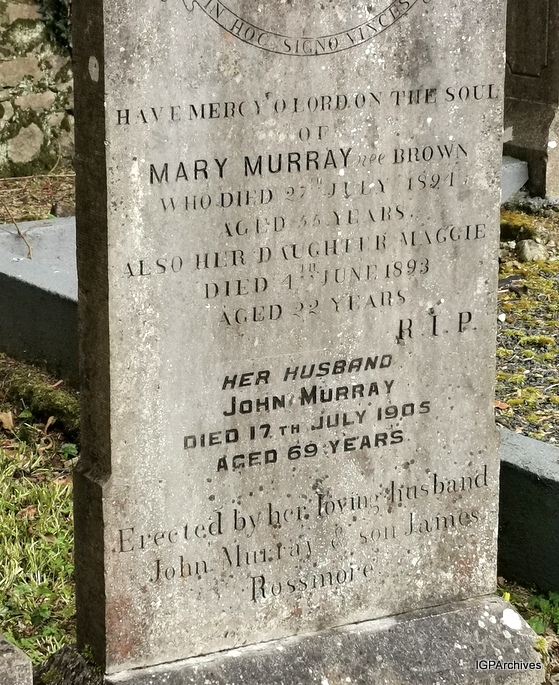 IN HOC SIGNO VINCES
HAVE MERCY O LORD ON THE SOUL
OF
MARY MURRAY nee BROWN
WHO DIED 27TH JULY 1891
AGED YEARS
ALSO HER DAUGHTER MAGGIE
DIED 4TH JUNE 1893
AGED 22 YEARS
R.I.P.
HER HUSBAND
JOHN MURRAY
DIED 17TH JULY 1905
AGED 69 YEARS
Erected by her loving husband
John Murray & son James
Rossmore
IGPArchives